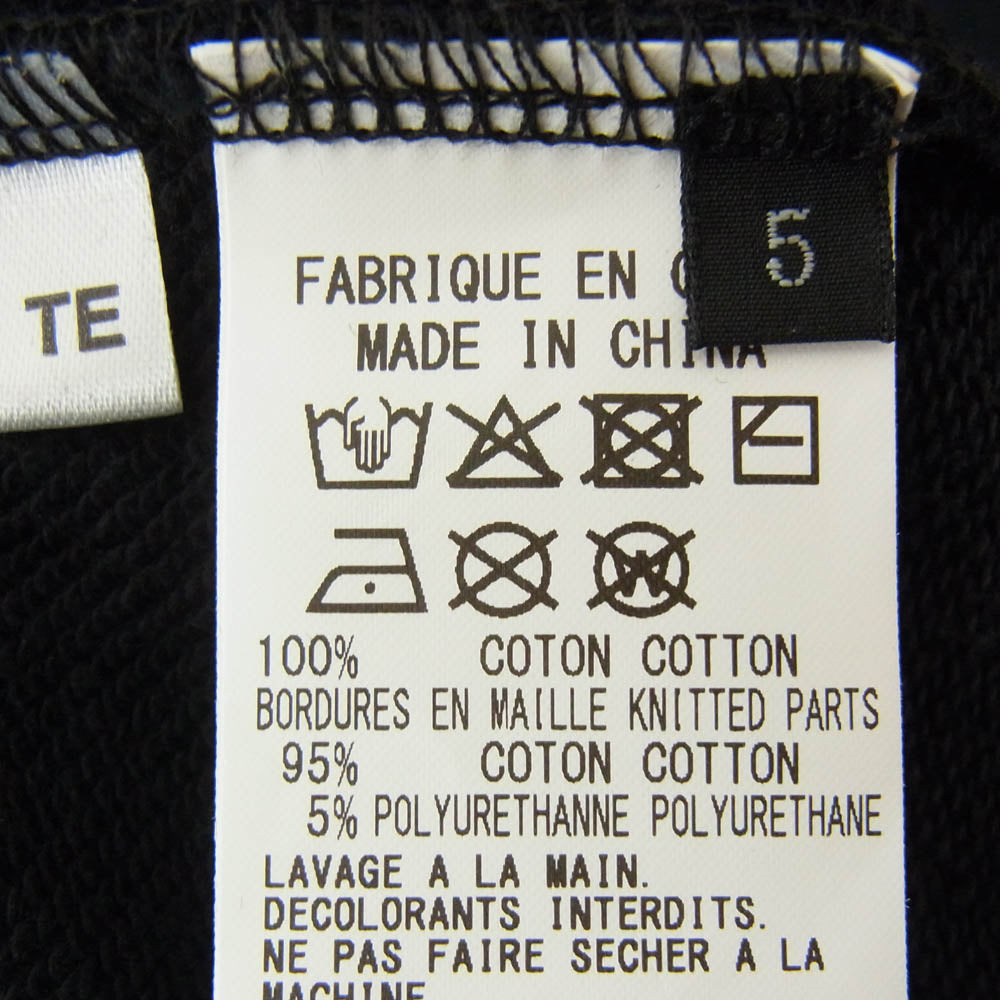 TE
5
FABRIQUE EN
MADE IN CHINA
W
100% COTON COTTON
BORDURES EN MAILLE KNITTED PARTS
95% COTON COTTON
5% POLYURETHANNE POLYURETHANE
LAVAGE A LA MAIN.
DECOLORANTS INTERDITS.
NE PAS FAIRE SECHER A LA
MACHINE